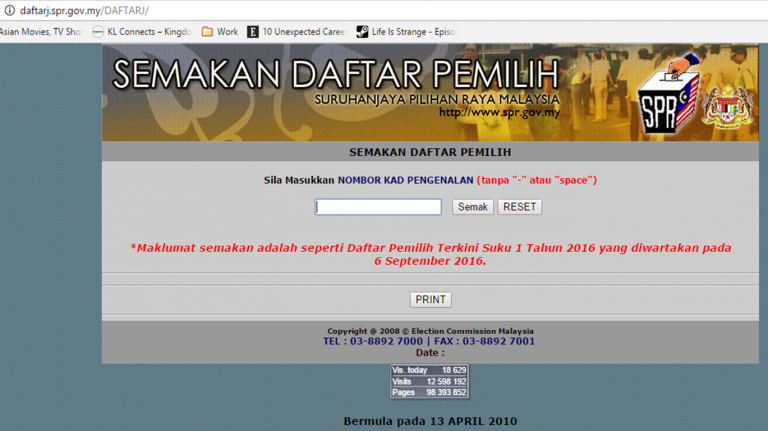 daftarj.spr.gov.my/DAFTARJ/
Asian Movies, TV Sho
KL Connects – Kingdo
Work
10 Unexpected Caree
Life Is Strange - Episo
SEMAKAN DAFTAR PEMILIH
SURUHANJAYA PILIHAN RAYA MALAYSIA
http://www.spr.gov.my
SPR
SEMAKAN DAFTAR PEMILIH
Sila Masukkan NOMBOR KAD PENGENALAN (tanpa "-" atau "space")
Semak RESET
*Maklumat semakan adalah seperti Daftar Pemilih Terkini Suku 1 Tahun 2016 yang diwartakan pada
6 September 2016.
PRINT
Copyright @ 2008 © Election Commission Malaysia
TEL : 03-8892 7000 | FAX : 03-8892 7001
Date :
Vis. today 18 629
Visits 12 598 192
Pages 98 393 852
Bermula pada 13 APRIL 2010